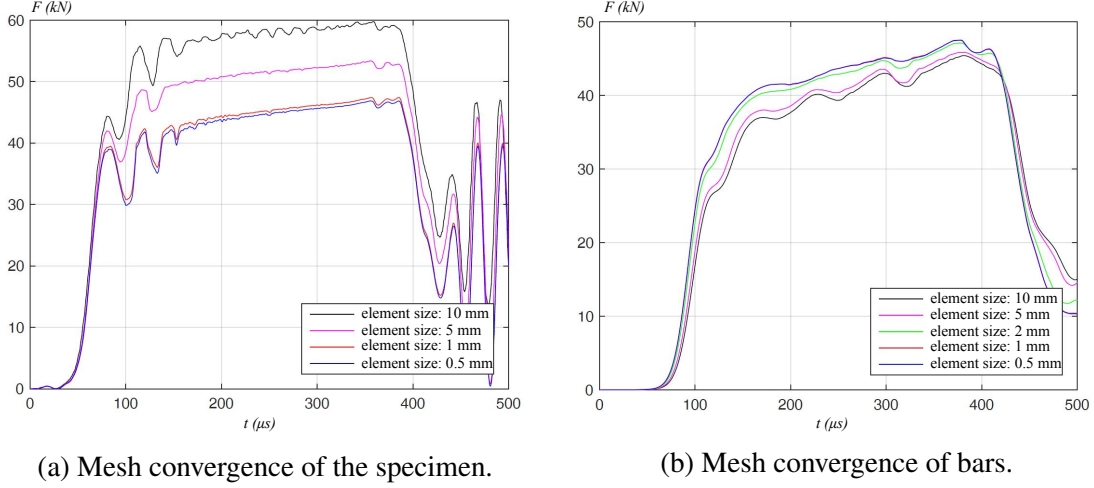 F (kN)
60
50
40
30
20
10
0
0 100 200 300 400 500
t (μs)
element size: 10 mm
element size: 5 mm
element size: 1 mm
element size: 0.5 mm
(a) Mesh convergence of the specimen.
F (kN)
50
40
30
20
10
0
0 100 200 300 400 500
t (μs)
element size: 10 mm
element size: 5 mm
element size: 2 mm
element size: 1 mm
element size: 0.5 mm
(b) Mesh convergence of bars.